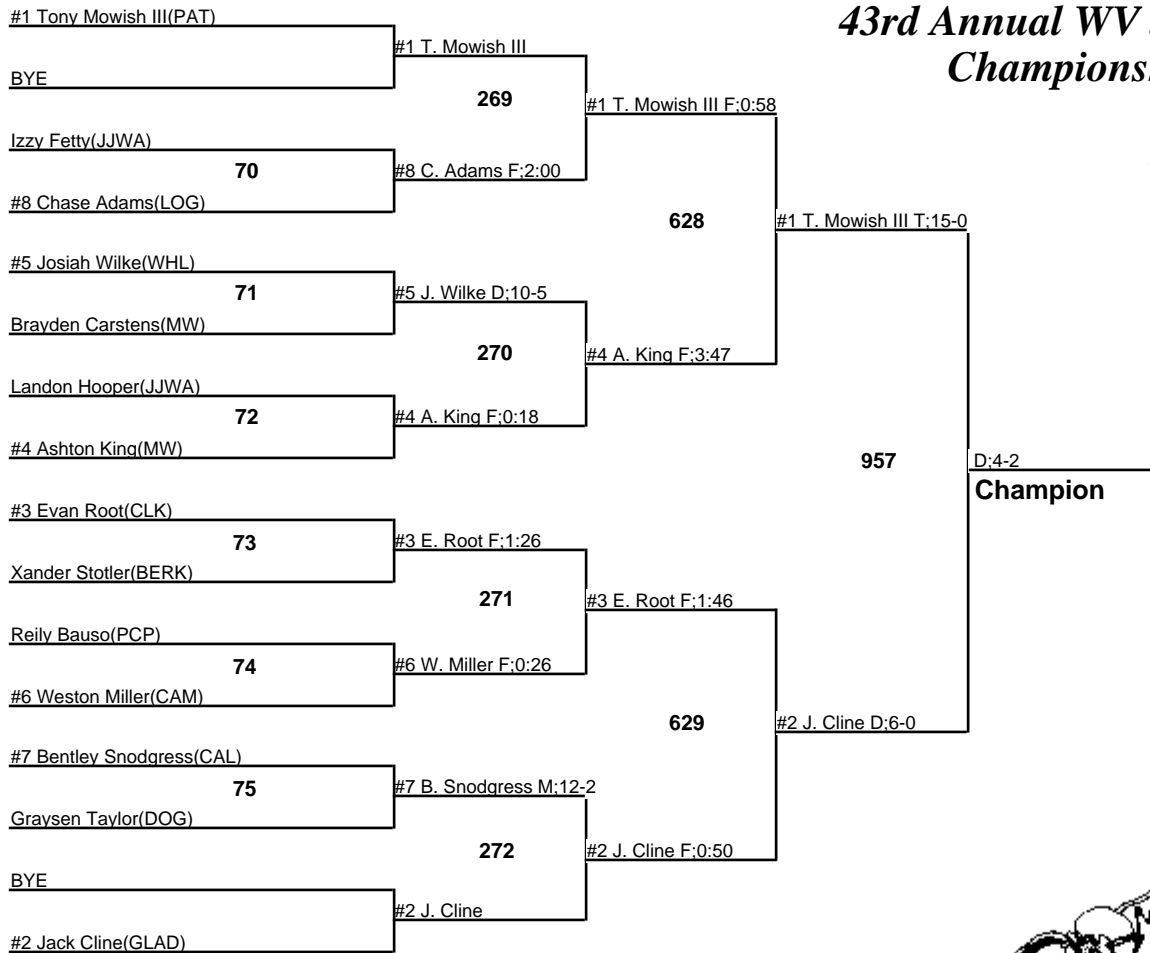 43rd Annual WV
Champions
#1 Tony Mowish III(PAT)
#1 T. Mowish III
BYE
269
#1 T. Mowish III F;0:58
Izzy Fetty(JJWA)
70
#8 C. Adams F;2:00
#8 Chase Adams(LOG)
628
#1 T. Mowish III T;15-0
#5 Josiah Wilke(WHL)
71
#5 J. Wilke D;10-5
Brayden Carstens(MW)
270
#4 A. King F;3:47
Landon Hooper(JJWA)
72
#4 A. King F;0:18
#4 Ashton King(MW)
957
D;4-2
Champion
#3 Evan Root(CLK)
73
#3 E. Root F;1:26
Xander Stotler(BERK)
271
#3 E. Root F;1:46
Reily Bauso(PCP)
74
#6 W. Miller F;0:26
#6 Weston Miller(CAM)
629
#2 J. Cline D;6-0
#7 Bentley Snodgress(CAL)
75
#7 B. Snodgress M;12-2
Graysen Taylor(DOG)
272
#2 J. Cline F;0:50
BYE
#2 J. Cline
#2 Jack Cline(GLAD)